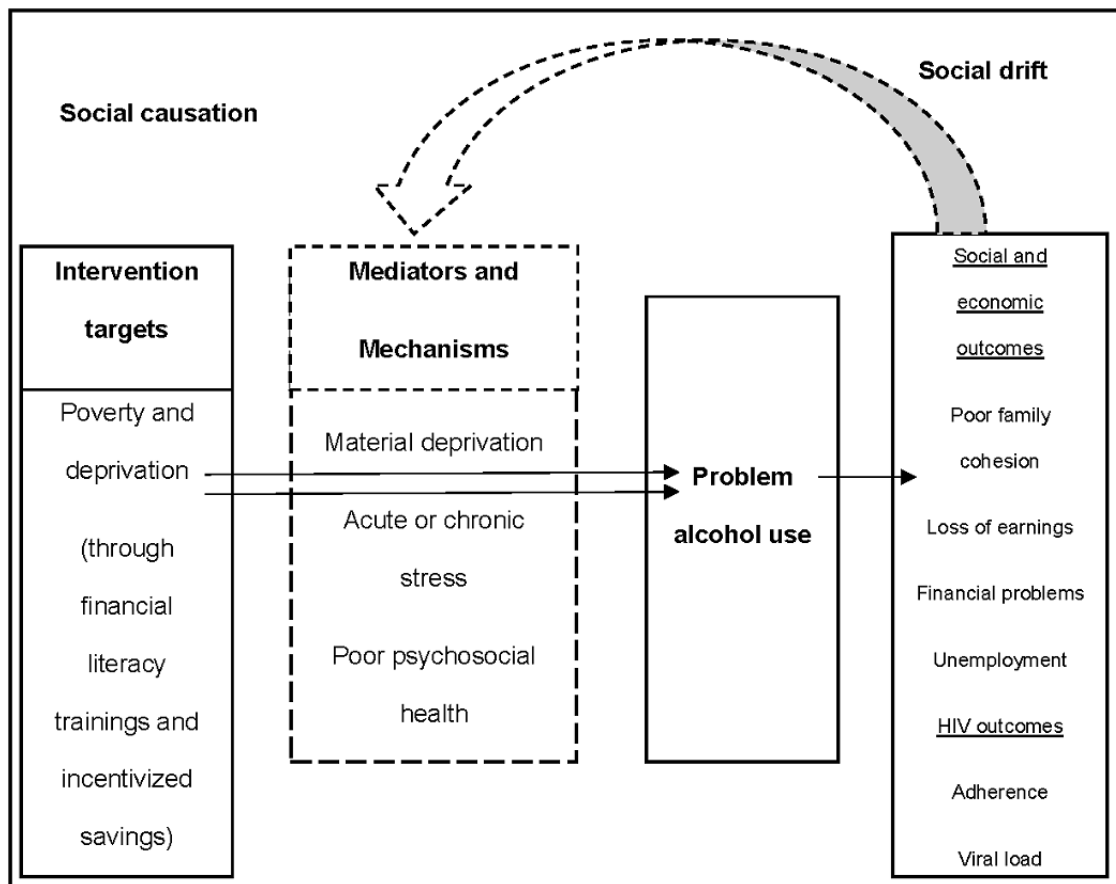 Social drift
Social causation
Intervention
targets
Poverty and
deprivation
(through
financial
literacy
trainings and
incentivized
savings)
Mediators and
Mechanisms
Material deprivation
Acute or chronic
stress
Poor psychosocial
health
Problem
alcohol use
Social and
economic
outcomes
Poor family
cohesion
Loss of earnings
Financial problems
Unemployment
HIV outcomes
Adherence
Viral load